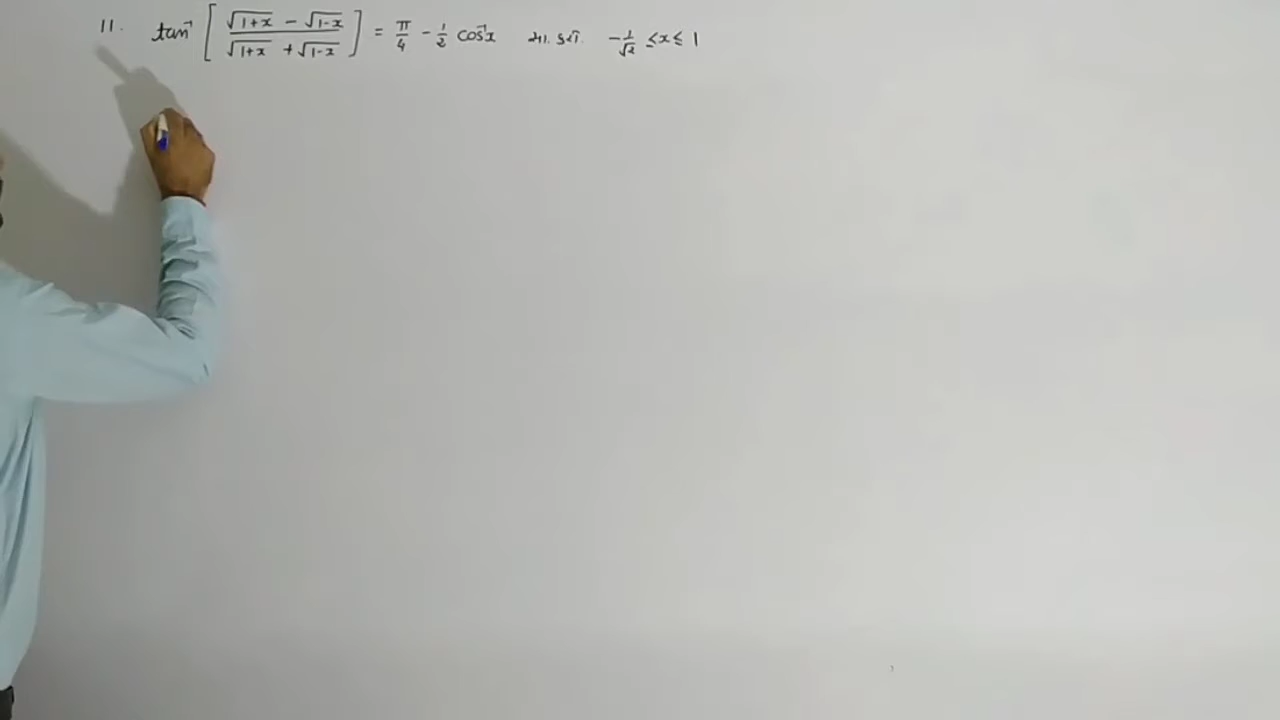 11. tan⁻¹ [ (√(1+x) − √(1−x)) / (√(1+x) + √(1−x)) ] = π/4 − 1/2 cos⁻¹x સા. કરો. −1/√2 ≤ x ≤ 1